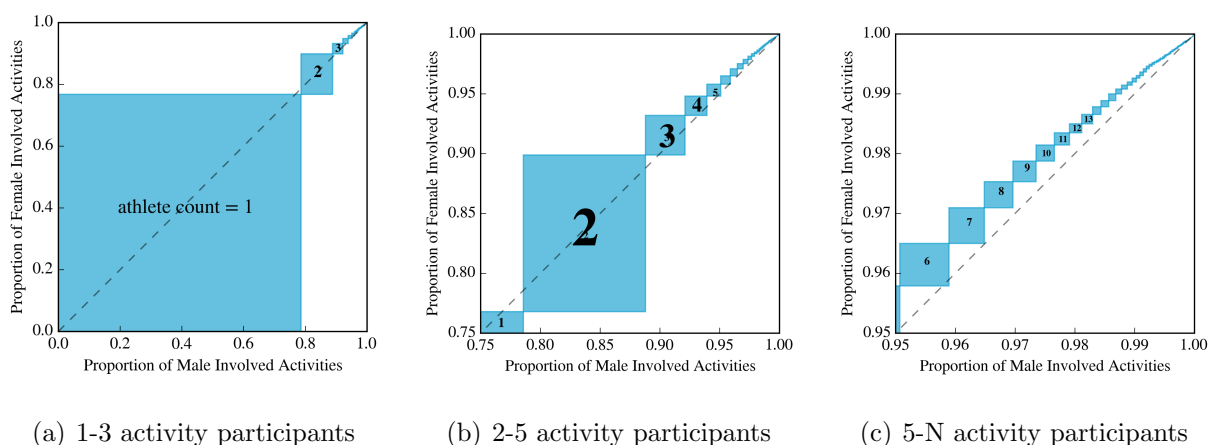 Proportion of Female Involved Activities
1.0
0.8
0.6
0.4
0.2
0.0
athlete count = 1
2
3
0.0 0.2 0.4 0.6 0.8 1.0
Proportion of Male Involved Activities
(a) 1-3 activity participants
Proportion of Female Involved Activities
1.00
0.95
0.90
0.85
0.80
0.75
1
2
3
4
5
0.75 0.80 0.85 0.90 0.95 1.00
Proportion of Male Involved Activities
(b) 2-5 activity participants
Proportion of Female Involved Activities
1.00
0.99
0.98
0.97
0.96
0.95
6
7
8
9
10
11
12
13
0.95 0.96 0.97 0.98 0.99 1.00
Proportion of Male Involved Activities
(c) 5-N activity participants